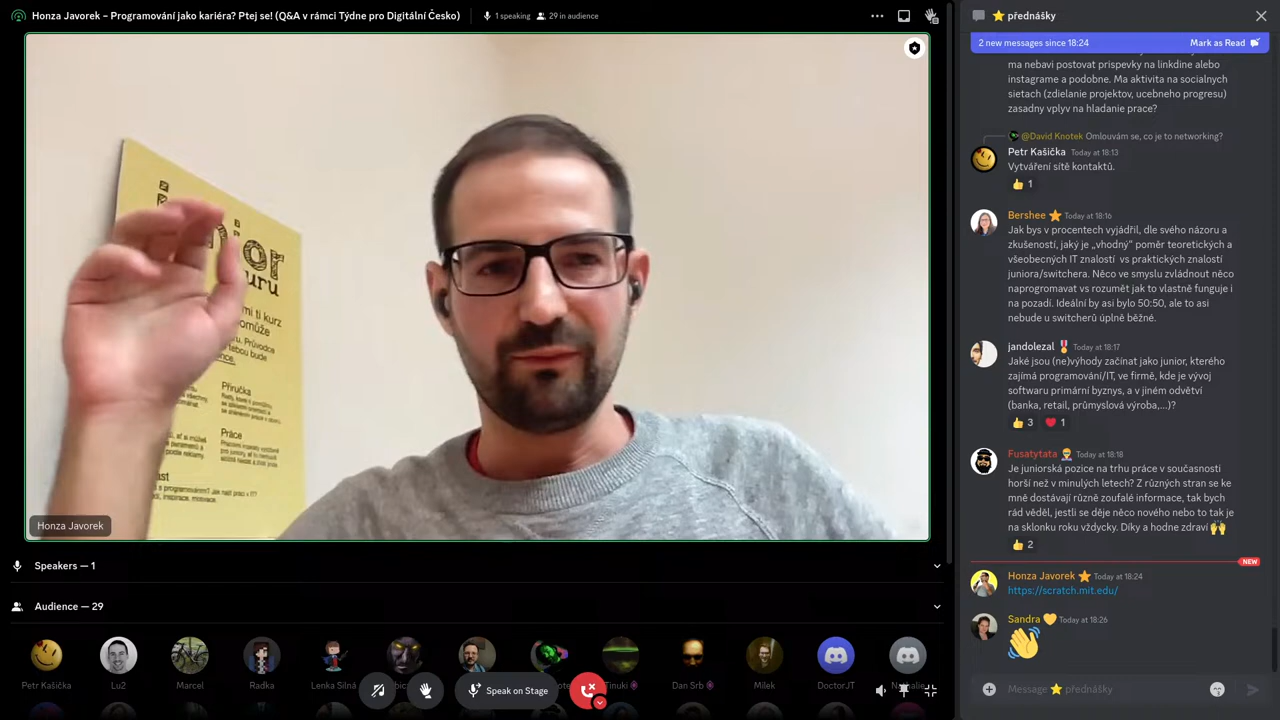 Honza Javorek – Programování jako kariéra? Ptej se! (Q&A v rámci Týdne pro Digitální Česko)
1 speaking
29 in audience
guru
Příručka
Práce
Honza Javorek
Speakers — 1
Audience — 29
Petr Kašička
Lu2
Marcel
Radka
Lenka Silná
Tinuki
Dan Srb
Milek
DoctorJT
Speak on Stage
přednášky
2 new messages since 18:24
Mark as Read
ma nebavi postovat prispevky na linkdine alebo
instagrame a podobne. Ma aktivita na socialnych
sietach (zdielanie projektov, ucebneho progresu)
zasadny vplyv na hladanie prace?
@David Knotek Omlouvám se, co je to networking?
Petr Kašička Today at 18:13
Vytváření sítě kontaktů.
👍 1
Bershee ⭐ Today at 18:16
Jak bys v procentech vyjádřil, dle svého názoru a
zkušeností, jaký je „vhodný" poměr teoretických a
všeobecných IT znalostí  vs praktických znalostí
juniora/switchera. Něco ve smyslu zvládnout něco
naprogramovat vs rozumět jak to vlastně funguje i
na pozadí. Ideální by asi bylo 50:50, ale to asi
nebude u switcherů úplně běžné.
jandolezal 🎖️ Today at 18:17
Jaké jsou (ne)výhody začínat jako junior, kterého
zajímá programování/IT, ve firmě, kde je vývoj
softwaru primární byznys, a v jiném odvětví
(banka, retail, průmyslová výroba,...)?
👍 3 ❤️ 1
Fusatytata Today at 18:18
Je juniorská pozice na trhu práce v současnosti
horší než v minulých letech? Z různých stran se ke
mně dostávají různě zoufalé informace, tak bych
rád věděl, jestli se děje něco nového nebo to tak je
na sklonku roku vždycky. Díky a hodne zdraví 🙌
👍 2
NEW
Honza Javorek ⭐ Today at 18:24
https://scratch.mit.edu/
Sandra 💛 Today at 18:26
👋
Message ⭐ přednášky